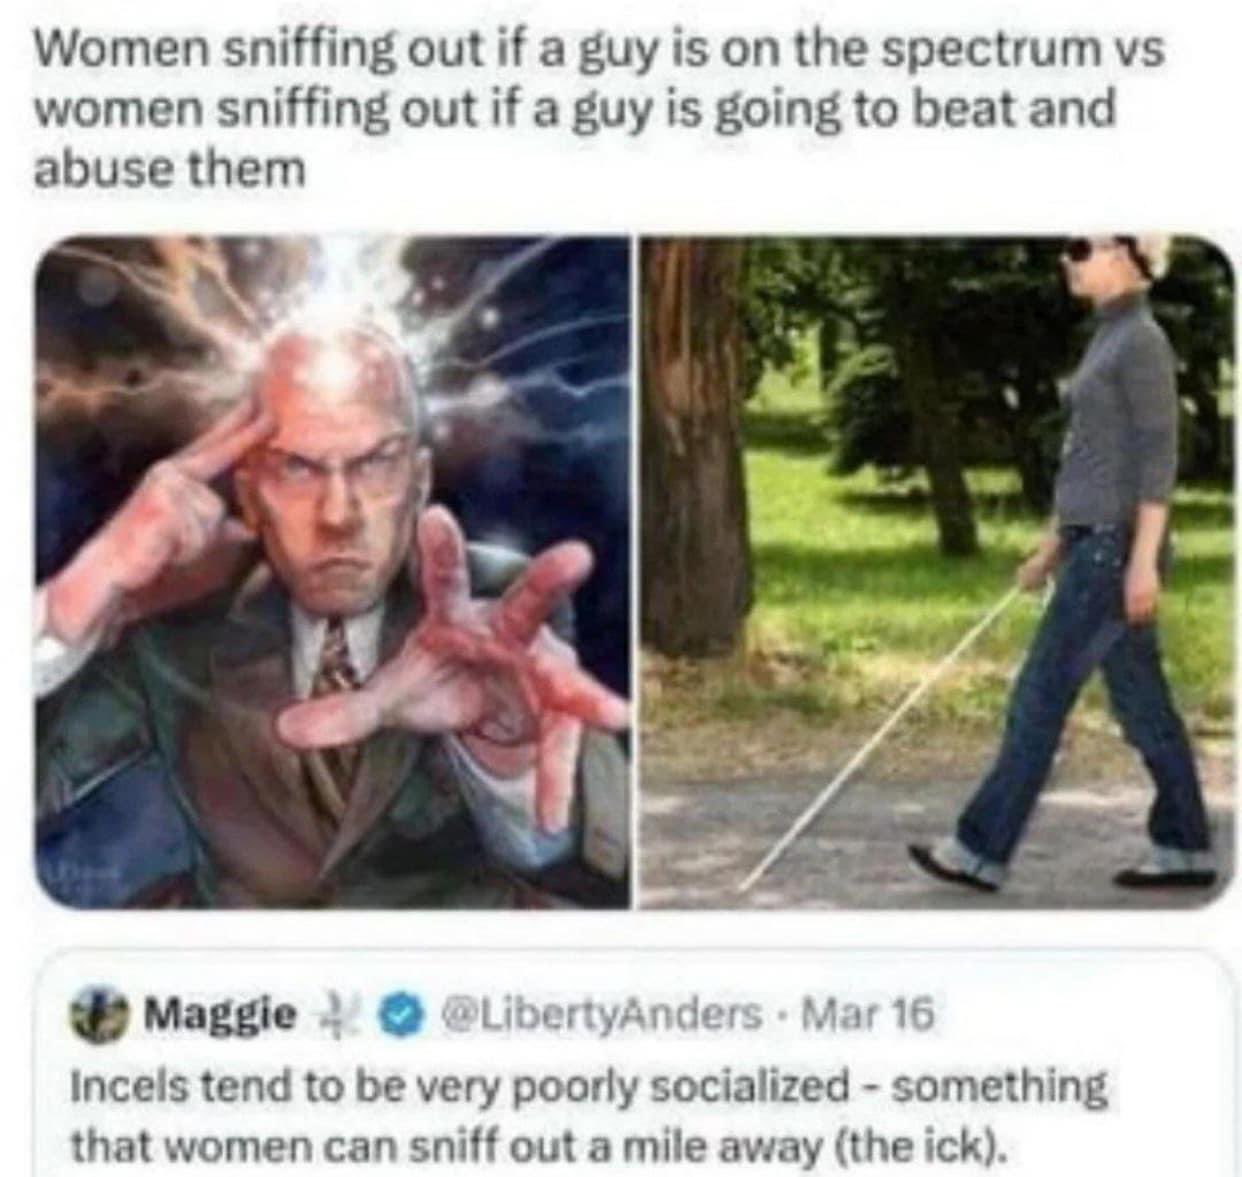 Women sniffing out if a guy is on the spectrum vs
women sniffing out if a guy is going to beat and
abuse them
Maggie @LibertyAnders · Mar 16
Incels tend to be very poorly socialized - something
that women can sniff out a mile away (the ick).